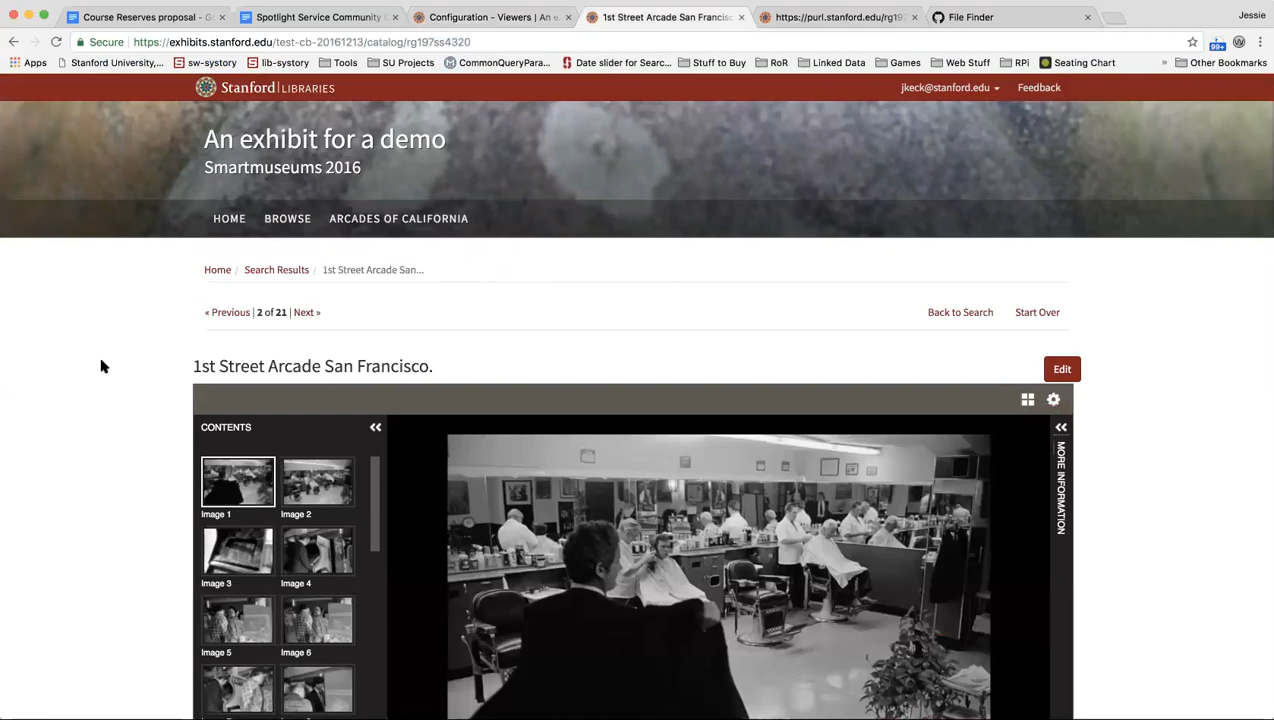 Course Reserves proposal - G
Spotlight Service Community C
Configuration - Viewers | An e
1st Street Arcade San Francisc
https://purl.stanford.edu/rg197
File Finder
Jessie
Secure https://exhibits.stanford.edu/test-cb-20161213/catalog/rg197ss4320
99+
Apps Stanford University,... sw-systory lib-systory Tools SU Projects CommonQueryPara... Date slider for Searc... Stuff to Buy RoR Linked Data Games Web Stuff RPi Seating Chart » Other Bookmarks
Stanford LIBRARIES
jkeck@stanford.edu Feedback
An exhibit for a demo
Smartmuseums 2016
HOME BROWSE ARCADES OF CALIFORNIA
Home / Search Results / 1st Street Arcade San...
« Previous | 2 of 21 | Next » Back to Search Start Over
1st Street Arcade San Francisco.
Edit
CONTENTS
MORE INFORMATION
Image 1 Image 2
Image 3 Image 4
Image 5 Image 6